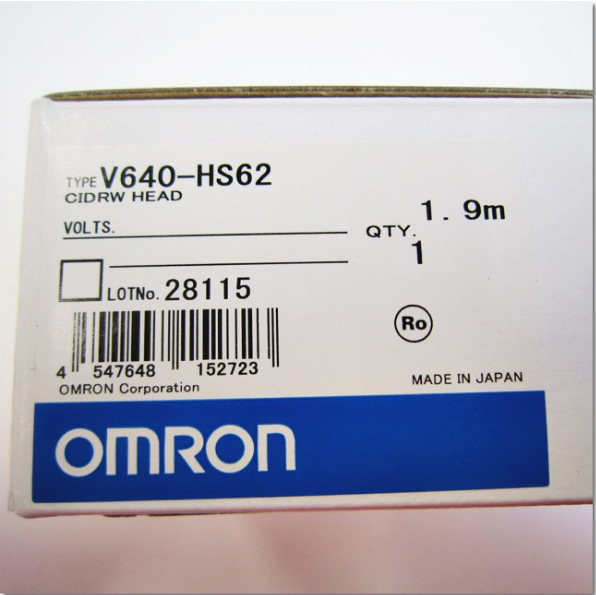 TYPE V640-HS62
CIDRW HEAD
1.9m
VOLTS.
QTY.
1
LOTNo. 28115
Ro
4 547648 152723
OMRON Corporation
MADE IN JAPAN
OMRON